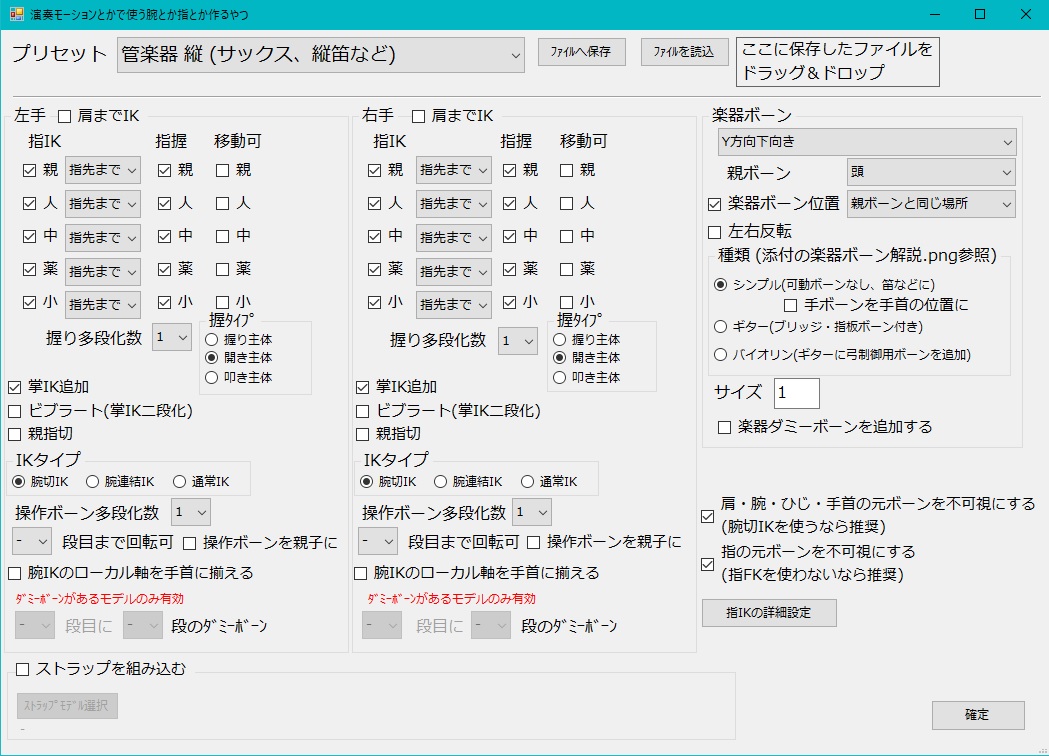 演奏モーションとかで使う腕とか指とか作るやつ
プリセット 管楽器 縦 (サックス、縦笛など) ﾌｧｲﾙへ保存 ﾌｧｲﾙを読込 ここに保存したファイルを
ドラッグ＆ドロップ
左手 肩までIK
指IK 指握 移動可
親 指先まで 親 親
人 指先まで 人 人
中 指先まで 中 中
薬 指先まで 薬 薬
小 指先まで 小 小
握り多段化数 1
握ﾀｲﾌﾟ
握り主体
開き主体
叩き主体
掌IK追加
ビブラート(掌IK二段化)
親指切
IKタイプ
腕切IK 腕連結IK 通常IK
操作ボーン多段化数 1
- 段目まで回転可 操作ボーンを親子に
腕IKのローカル軸を手首に揃える
ﾀﾞﾐｰﾎﾞｰﾝがあるモデルのみ有効
- 段目に - 段のﾀﾞﾐｰﾎﾞｰﾝ
右手 肩までIK
指IK 指握 移動可
親 指先まで 親 親
人 指先まで 人 人
中 指先まで 中 中
薬 指先まで 薬 薬
小 指先まで 小 小
握り多段化数 1
握ﾀｲﾌﾟ
握り主体
開き主体
叩き主体
掌IK追加
ビブラート(掌IK二段化)
親指切
IKタイプ
腕切IK 腕連結IK 通常IK
操作ボーン多段化数 1
- 段目まで回転可 操作ボーンを親子に
腕IKのローカル軸を手首に揃える
ﾀﾞﾐｰﾎﾞｰﾝがあるモデルのみ有効
- 段目に - 段のﾀﾞﾐｰﾎﾞｰﾝ
楽器ボーン
Y方向下向き
親ボーン 頭
楽器ボーン位置 親ボーンと同じ場所
左右反転
種類 (添付の楽器ボーン解説.png参照)
シンプル(可動ボーンなし、笛などに)
手ボーンを手首の位置に
ギター(ブリッジ・指板ボーン付き)
バイオリン(ギターに弓制御用ボーンを追加)
サイズ 1
楽器ダミーボーンを追加する
肩・腕・ひじ・手首の元ボーンを不可視にする
(腕切IKを使うなら推奨)
指の元ボーンを不可視にする
(指FKを使わないなら推奨)
指IKの詳細設定
ストラップを組み込む
ｽﾄﾗｯﾌﾟﾓﾃﾞﾙ選択
-
確定